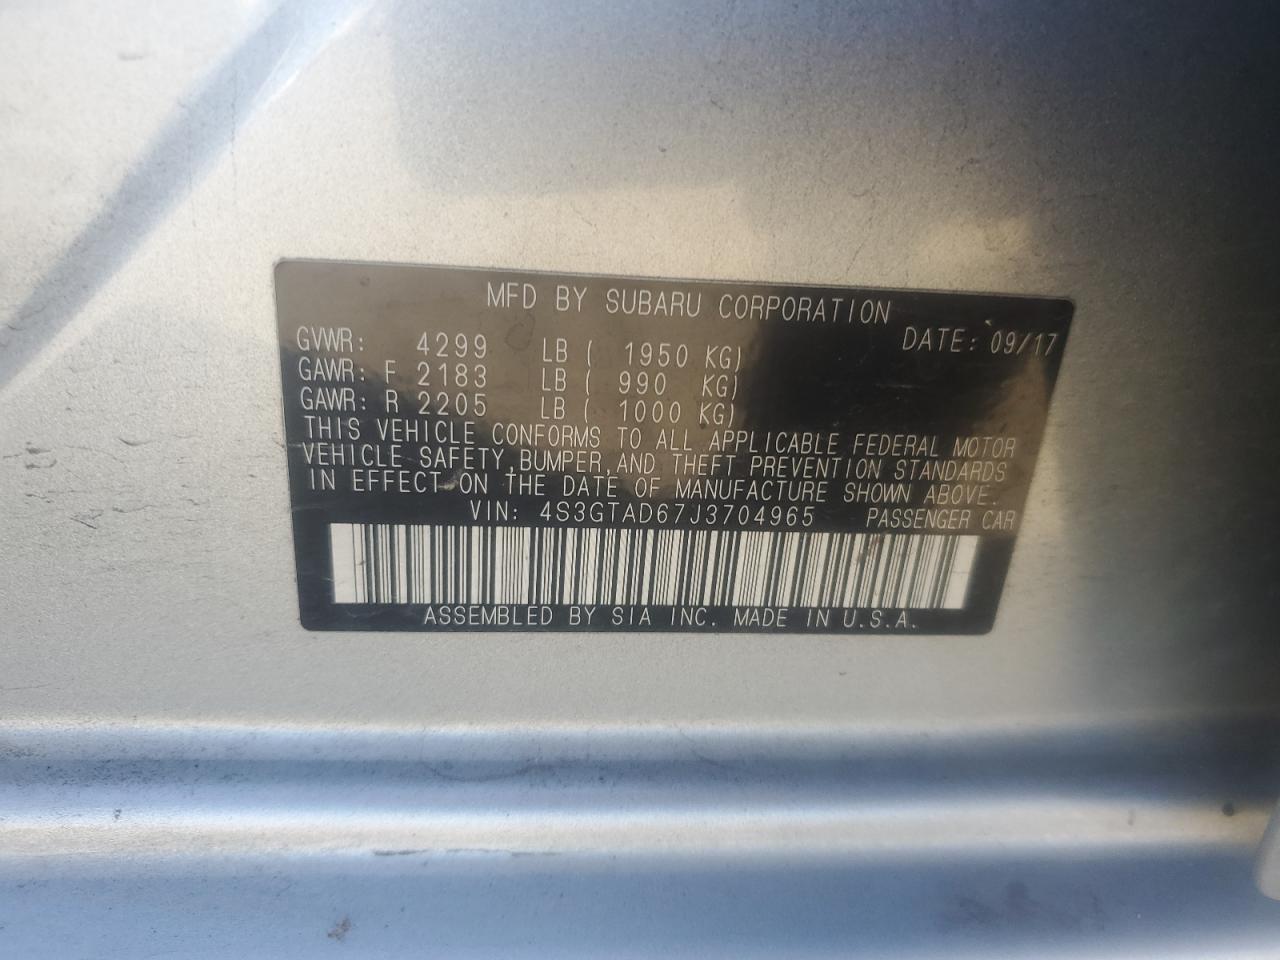 MFD BY SUBARU CORPORATION
GVWR: 4299 LB ( 1950 KG) DATE: 09/17
GAWR: F 2183 LB ( 990 KG)
GAWR: R 2205 LB ( 1000 KG)
THIS VEHICLE CONFORMS TO ALL APPLICABLE FEDERAL MOTOR
VEHICLE SAFETY, BUMPER, AND THEFT PREVENTION STANDARDS
IN EFFECT ON THE DATE OF MANUFACTURE SHOWN ABOVE.
VIN: 4S3GTAD67J3704965 PASSENGER CAR
ASSEMBLED BY SIA INC. MADE IN U.S.A.